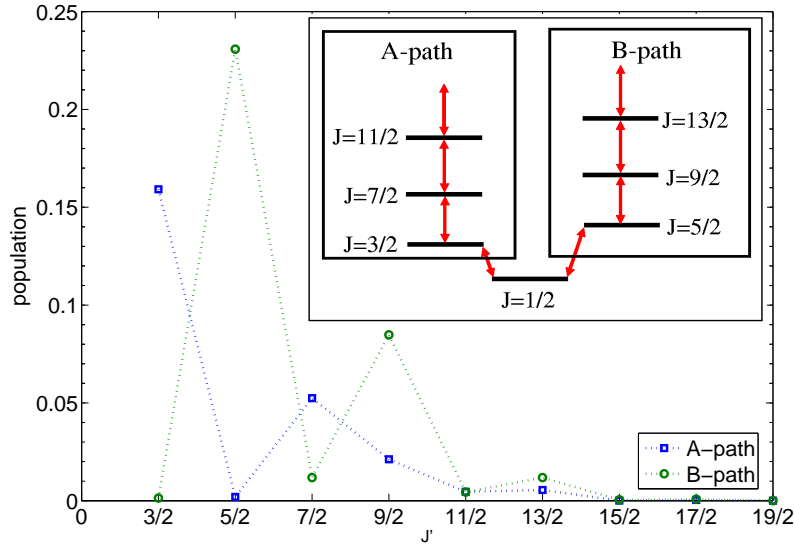 0.25
0.2
0.15
0.1
0.05
0
population
A-path
B-path
J=11/2
J=7/2
J=3/2
J=13/2
J=9/2
J=5/2
J=1/2
A-path
B-path
0 3/2 5/2 7/2 9/2 11/2 13/2 15/2 17/2 19/2
J'